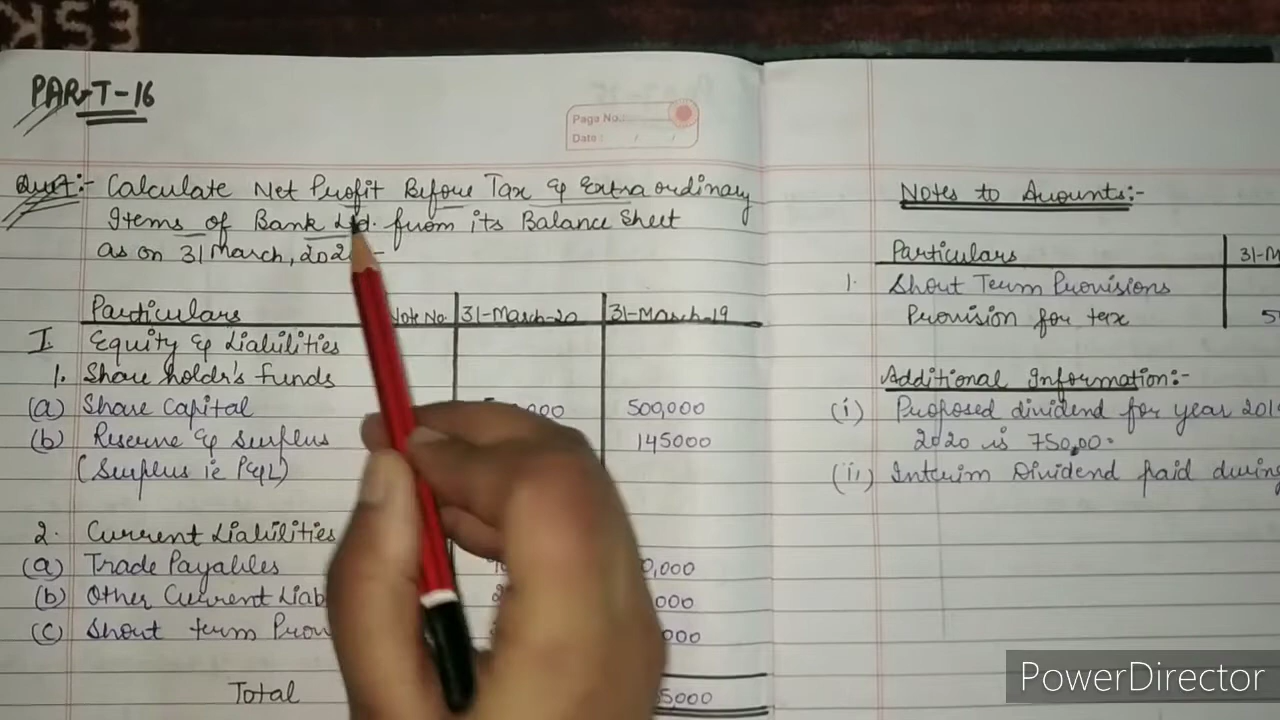 PART-16
Page No.:
Date: / /
Quest:- Calculate Net Profit Before Tax & Extra ordinary
Items of Bank Ltd. from its Balance Sheet
as on 31 March, 202 -
Particulars Note No. 31-March-20 31-March-19
I. Equity & Liabilities
1. Share holdr's funds
(a) Share Capital 500,000
(b) Reserve & Surplus 145000
(Surplus ie P&L)
2. Current Liabilities
(a) Trade Payables
(b) Other Current Liab
(c) Short term Prov
Total
Notes to Accounts:-
Particulars 31-M
1. Short Term Provisions
Provision for tax
Additional Information:-
(i) Proposed dividend for year 201
2020 is 750,00.
(ii) Interim Dividend paid during
PowerDirector